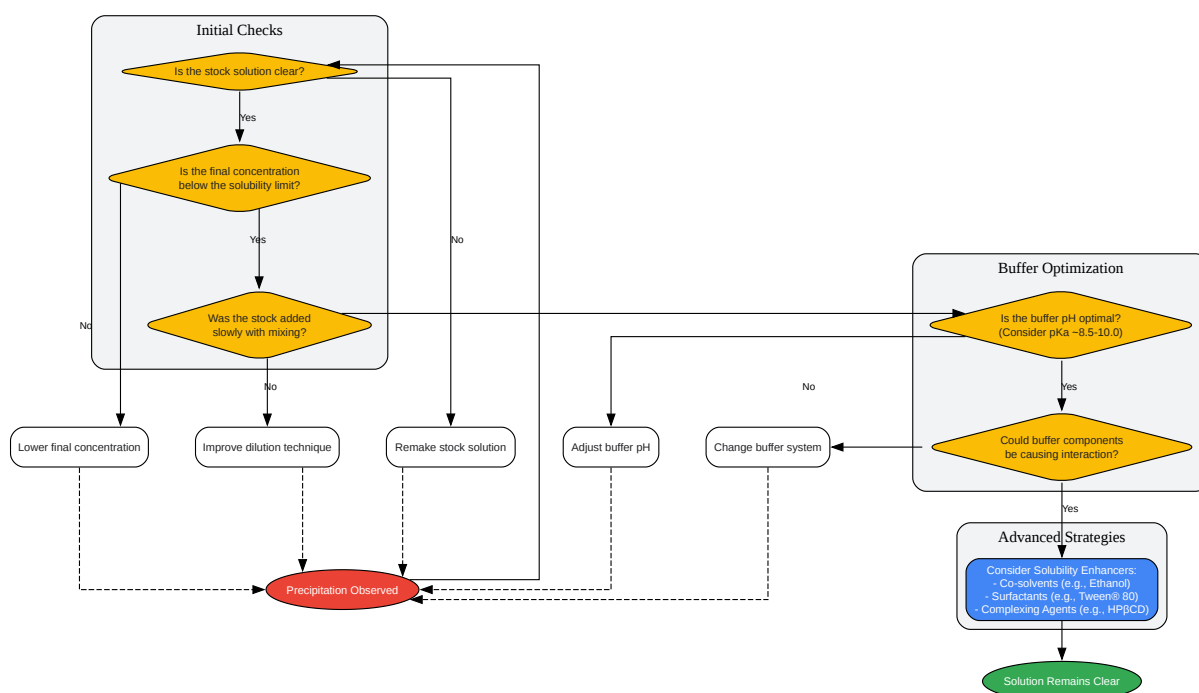 Initial Checks
Is the stock solution clear?
Yes
Is the final concentration
below the solubility limit?
Yes
No
Was the stock added
slowly with mixing?
No
No
Buffer Optimization
Is the buffer pH optimal?
(Consider pKa ~8.5-10.0)
Yes
No
Could buffer components
be causing interaction?
Yes
Lower final concentration
Improve dilution technique
Remake stock solution
Adjust buffer pH
Change buffer system
Advanced Strategies
Consider Solubility Enhancers:
- Co-solvents (e.g., Ethanol)
- Surfactants (e.g., Tween® 80)
- Complexing Agents (e.g., HPβCD)
Precipitation Observed
Solution Remains Clear